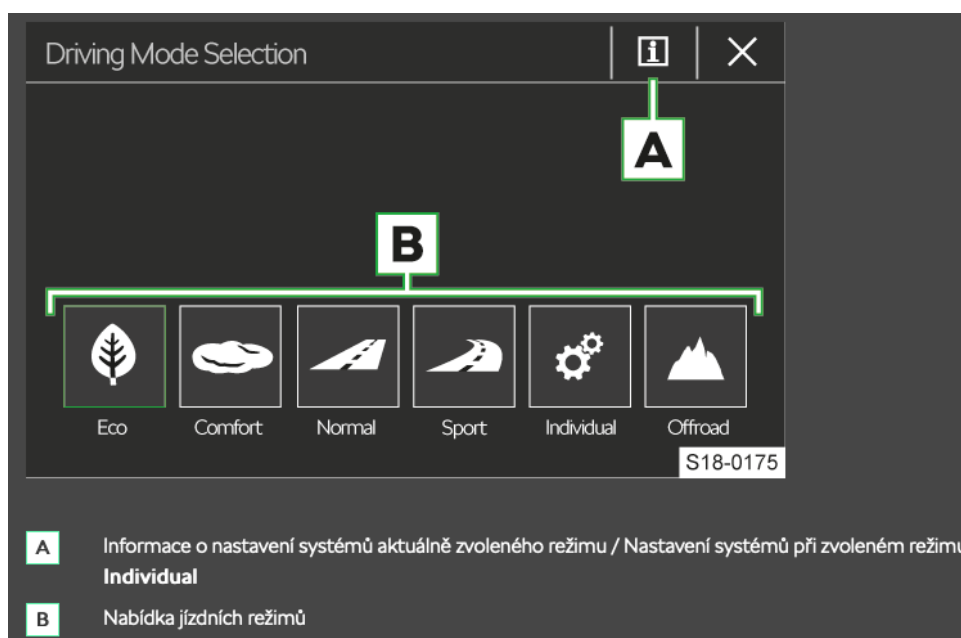 Driving Mode Selection
A
B
Eco Comfort Normal Sport Individual Offroad
S18-0175
A Informace o nastavení systémů aktuálně zvoleného režimu / Nastavení systémů při zvoleném režimu
Individual
B Nabídka jízdních režimů